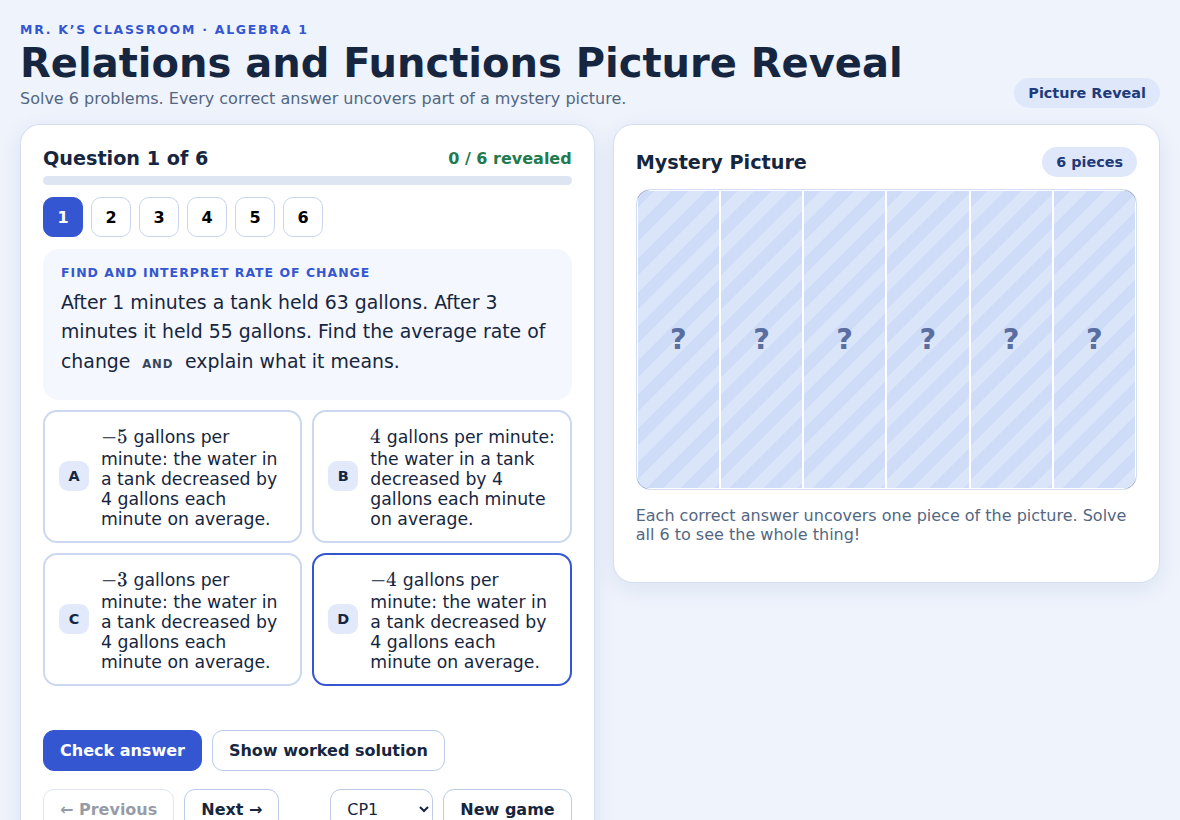 MR. K’S CLASSROOM · ALGEBRA 1
Relations and Functions Picture Reveal
Solve 6 problems. Every correct answer uncovers part of a mystery picture.
Picture Reveal
Question 1 of 6
0 / 6 revealed
1 2 3 4 5 6
FIND AND INTERPRET RATE OF CHANGE
After 1 minutes a tank held 63 gallons. After 3
minutes it held 55 gallons. Find the average rate of
change AND explain what it means.
A
−5 gallons per
minute: the water in
a tank decreased by
4 gallons each
minute on average.
B
4 gallons per minute:
the water in a tank
decreased by 4
gallons each minute
on average.
C
−3 gallons per
minute: the water in
a tank decreased by
4 gallons each
minute on average.
D
−4 gallons per
minute: the water in
a tank decreased by
4 gallons each
minute on average.
Check answer
Show worked solution
← Previous
Next →
CP1
New game
Mystery Picture
6 pieces
? ? ? ? ? ?
Each correct answer uncovers one piece of the picture. Solve
all 6 to see the whole thing!